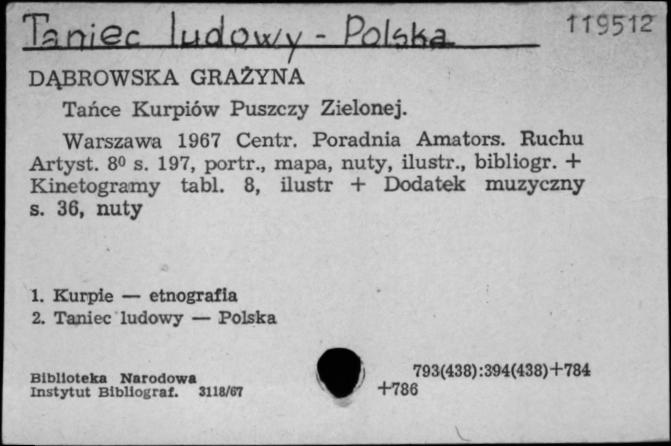 Taniec ludowy - Polska 119512
DĄBROWSKA GRAŻYNA
Tańce Kurpiów Puszczy Zielonej.
Warszawa 1967 Centr. Poradnia Amators. Ruchu
Artyst. 8⁰ s. 197, portr., mapa, nuty, ilustr., bibliogr. +
Kinetogramy tabl. 8, ilustr + Dodatek muzyczny
s. 36, nuty
1. Kurpie — etnografia
2. Taniec ludowy — Polska
793(438):394(438)+784
+786
Biblioteka Narodowa
Instytut Bibliograf. 3118/67